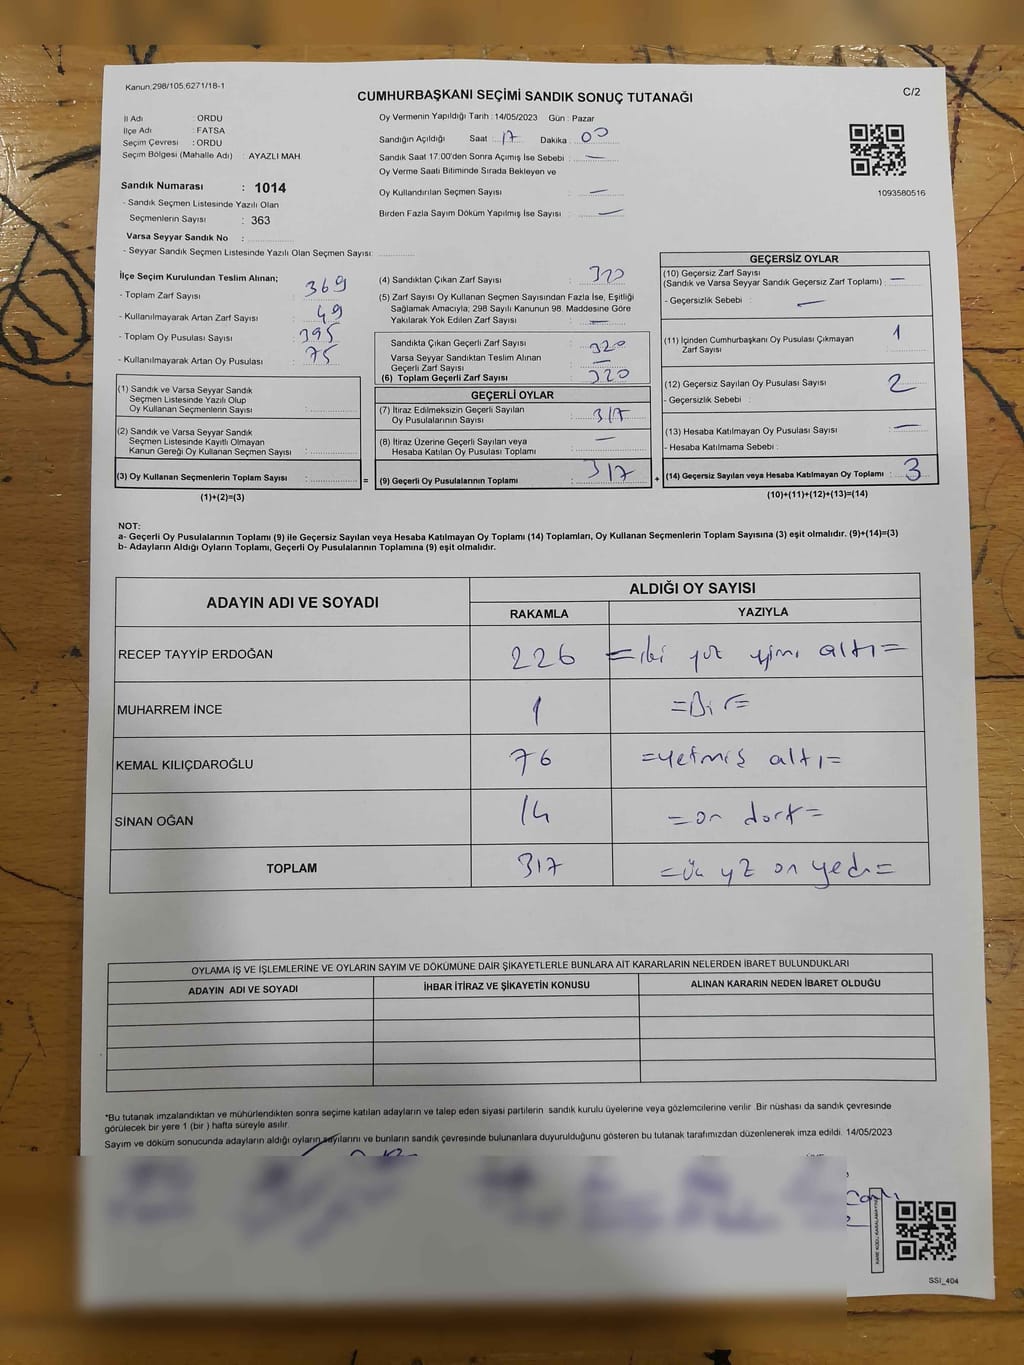 Kanun.298/105,6271/18-1
C/2
CUMHURBAŞKANI SEÇİMİ SANDIK SONUÇ TUTANAĞI
İl Adı : ORDU
İlçe Adı : FATSA
Seçim Çevresi : ORDU
Seçim Bölgesi (Mahalle Adı) : AYAZLI MAH.
Oy Vermenin Yapıldığı Tarih : 14/05/2023 Gün : Pazar
Sandığın Açıldığı Saat : 17 Dakika : 00
Sandık Saat 17:00'den Sonra Açımış İse Sebebi : —
Oy Verme Saati Bitiminde Sırada Bekleyen ve
Oy Kullandırılan Seçmen Sayısı : —
Birden Fazla Sayım Döküm Yapılmış İse Sayısı : —
1093580516
Sandık Numarası : 1014
- Sandık Seçmen Listesinde Yazılı Olan
Seçmenlerin Sayısı : 363
Varsa Seyyar Sandık No :
- Seyyar Sandık Seçmen Listesinde Yazılı Olan Seçmen Sayısı:
İlçe Seçim Kurulundan Teslim Alınan;
- Toplam Zarf Sayısı : 369
- Kullanılmayarak Artan Zarf Sayısı : 49
- Toplam Oy Pusulası Sayısı : 395
- Kullanılmayarak Artan Oy Pusulası : 75
(1) Sandık ve Varsa Seyyar Sandık
Seçmen Listesinde Yazılı Olup
Oy Kullanan Seçmenlerin Sayısı :
(2) Sandık ve Varsa Seyyar Sandık
Seçmen Listesinde Kayıtlı Olmayan
Kanun Gereği Oy Kullanan Seçmen Sayısı :
(3) Oy Kullanan Seçmenlerin Toplam Sayısı : =
(1)+(2)=(3)
(4) Sandıktan Çıkan Zarf Sayısı : 320
(5) Zarf Sayısı Oy Kullanan Seçmen Sayısından Fazla İse, Eşitliği
Sağlamak Amacıyla; 298 Sayılı Kanunun 98. Maddesine Göre
Yakılarak Yok Edilen Zarf Sayısı : —
Sandıkta Çıkan Geçerli Zarf Sayısı : 320
Varsa Seyyar Sandıktan Teslim Alınan
Geçerli Zarf Sayısı : —
(6) Toplam Geçerli Zarf Sayısı : 320
GEÇERLİ OYLAR
(7) İtiraz Edilmeksizin Geçerli Sayılan
Oy Pusulalarının Sayısı : 317
(8) İtiraz Üzerine Geçerli Sayılan veya
Hesaba Katılan Oy Pusulası Toplamı : —
(9) Geçerli Oy Pusulalarının Toplamı : 317 +
GEÇERSİZ OYLAR
(10) Geçersiz Zarf Sayısı
(Sandık ve Varsa Seyyar Sandık Geçersiz Zarf Toplamı) : —
- Geçersizlik Sebebi : —
(11) İçinden Cumhurbaşkanı Oy Pusulası Çıkmayan
Zarf Sayısı : 1
(12) Geçersiz Sayılan Oy Pusulası Sayısı : 2
- Geçersizlik Sebebi :
(13) Hesaba Katılmayan Oy Pusulası Sayısı : —
- Hesaba Katılmama Sebebi :
(14) Geçersiz Sayılan veya Hesaba Katılmayan Oy Toplamı : 3
(10)+(11)+(12)+(13)=(14)
NOT:
a- Geçerli Oy Pusulalarının Toplamı (9) ile Geçersiz Sayılan veya Hesaba Katılmayan Oy Toplamı (14) Toplamları, Oy Kullanan Seçmenlerin Toplam Sayısına (3) eşit olmalıdır. (9)+(14)=(3)
b- Adayların Aldığı Oyların Toplamı, Geçerli Oy Pusulalarının Toplamına (9) eşit olmalıdır.
ADAYIN ADI VE SOYADI
ALDIĞI OY SAYISI
RAKAMLA YAZIYLA
RECEP TAYYİP ERDOĞAN 226 =iki yüz yirmi altı=
MUHARREM İNCE 1 =Bir=
KEMAL KILIÇDAROĞLU 76 =yetmiş altı=
SİNAN OĞAN 14 =on dört=
TOPLAM 317 =üç yz on yedi=
OYLAMA İŞ VE İŞLEMLERİNE VE OYLARIN SAYIM VE DÖKÜMÜNE DAİR ŞİKAYETLERLE BUNLARA AİT KARARLARIN NELERDEN İBARET BULUNDUKLARI
ADAYIN ADI VE SOYADI İHBAR İTİRAZ VE ŞİKAYETİN KONUSU ALINAN KARARIN NEDEN İBARET OLDUĞU
*Bu tutanak imzalandıktan ve mühürlendikten sonra seçime katılan adayların ve talep eden siyasi partilerin sandık kurulu üyelerine veya gözlemcilerine verilir .Bir nüshası da sandık çevresinde
görülecek bir yere 1 (bir ) hafta süreyle asılır.
Sayım ve döküm sonucunda adayların aldığı oyların sayılarını ve bunların sandık çevresinde bulunanlara duyurulduğunu gösteren bu tutanak tarafımızdan düzenlenerek imza edildi. 14/05/2023
SSI_404